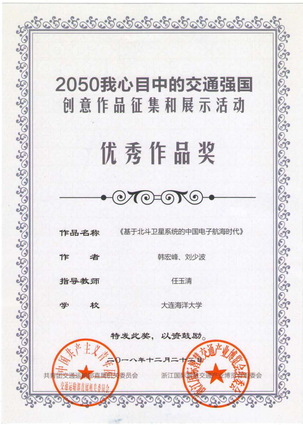 2050我心目中的交通强国
创意作品征集和展示活动
优秀作品奖
作品名称 《基于北斗卫星系统的中国电子航海时代》
作者 韩宏峰、刘少波
指导教师 任玉清
学校 大连海洋大学
特发此奖，以资鼓励。
二〇一八年十二月二十